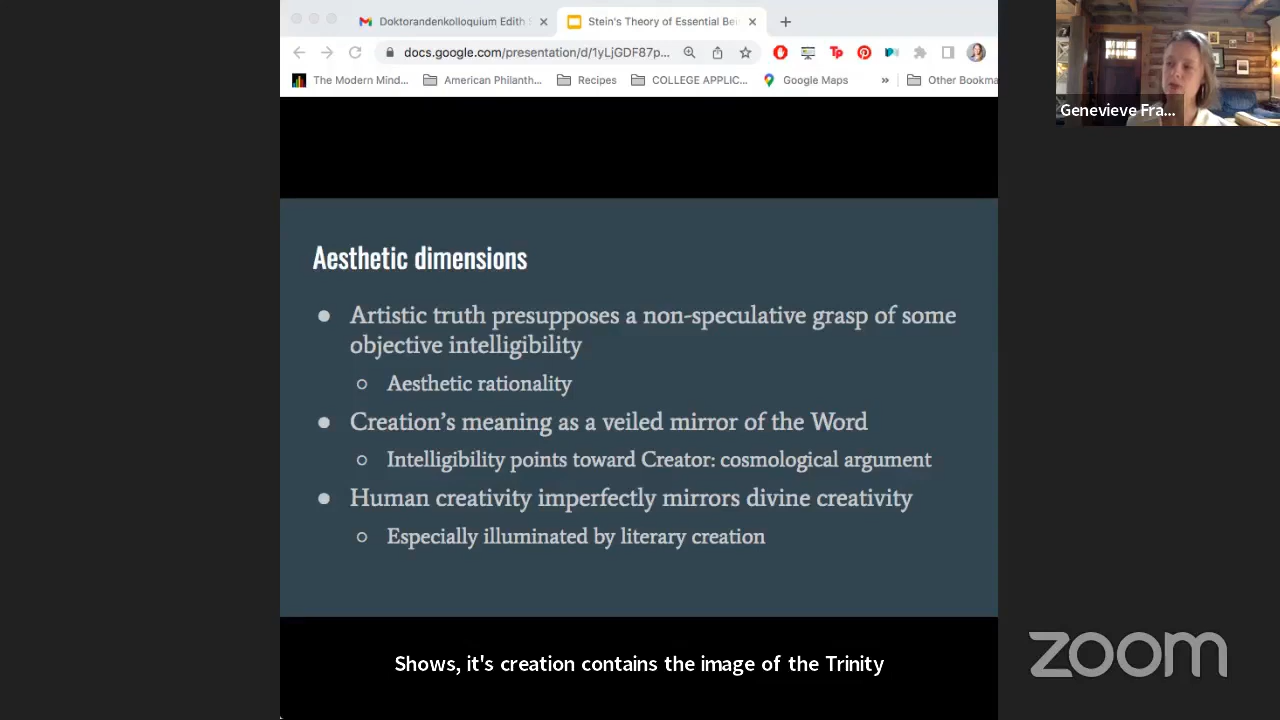 Doktorandenkolloquium Edith
Stein's Theory of Essential Bei
docs.google.com/presentation/d/1yLjGDF87p...
The Modern Mind...
American Philanth...
Recipes
COLLEGE APPLIC...
Google Maps
»
Other Bookma
Genevieve Fra...
Aesthetic dimensions
● Artistic truth presupposes a non-speculative grasp of some
objective intelligibility
○ Aesthetic rationality
● Creation's meaning as a veiled mirror of the Word
○ Intelligibility points toward Creator: cosmological argument
● Human creativity imperfectly mirrors divine creativity
○ Especially illuminated by literary creation
Shows, it's creation contains the image of the Trinity
zoom